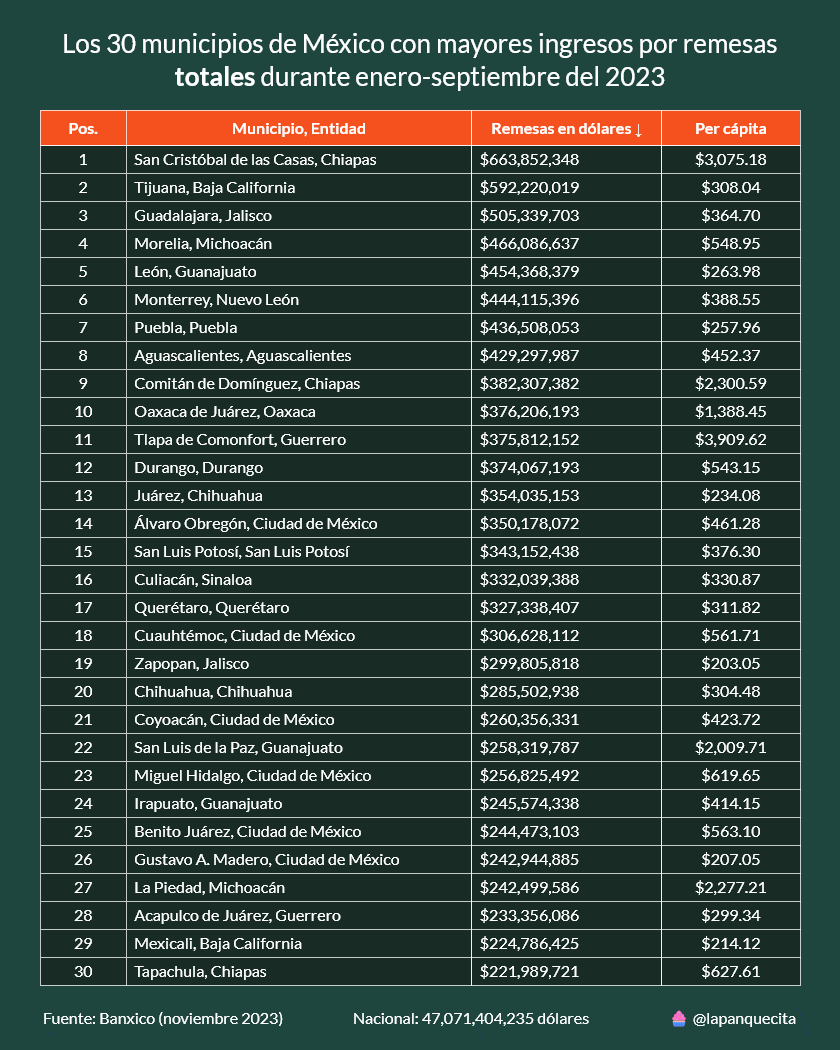 Los 30 municipios de México con mayores ingresos por remesas
totales durante enero-septiembre del 2023
Pos. Municipio, Entidad Remesas en dólares ↓ Per cápita
1 San Cristóbal de las Casas, Chiapas $663,852,348 $3,075.18
2 Tijuana, Baja California $592,220,019 $308.04
3 Guadalajara, Jalisco $505,339,703 $364.70
4 Morelia, Michoacán $466,086,637 $548.95
5 León, Guanajuato $454,368,379 $263.98
6 Monterrey, Nuevo León $444,115,396 $388.55
7 Puebla, Puebla $436,508,053 $257.96
8 Aguascalientes, Aguascalientes $429,297,987 $452.37
9 Comitán de Domínguez, Chiapas $382,307,382 $2,300.59
10 Oaxaca de Juárez, Oaxaca $376,206,193 $1,388.45
11 Tlapa de Comonfort, Guerrero $375,812,152 $3,909.62
12 Durango, Durango $374,067,193 $543.15
13 Juárez, Chihuahua $354,035,153 $234.08
14 Álvaro Obregón, Ciudad de México $350,178,072 $461.28
15 San Luis Potosí, San Luis Potosí $343,152,438 $376.30
16 Culiacán, Sinaloa $332,039,388 $330.87
17 Querétaro, Querétaro $327,338,407 $311.82
18 Cuauhtémoc, Ciudad de México $306,628,112 $561.71
19 Zapopan, Jalisco $299,805,818 $203.05
20 Chihuahua, Chihuahua $285,502,938 $304.48
21 Coyoacán, Ciudad de México $260,356,331 $423.72
22 San Luis de la Paz, Guanajuato $258,319,787 $2,009.71
23 Miguel Hidalgo, Ciudad de México $256,825,492 $619.65
24 Irapuato, Guanajuato $245,574,338 $414.15
25 Benito Juárez, Ciudad de México $244,473,103 $563.10
26 Gustavo A. Madero, Ciudad de México $242,944,885 $207.05
27 La Piedad, Michoacán $242,499,586 $2,277.21
28 Acapulco de Juárez, Guerrero $233,356,086 $299.34
29 Mexicali, Baja California $224,786,425 $214.12
30 Tapachula, Chiapas $221,989,721 $627.61
Fuente: Banxico (noviembre 2023) Nacional: 47,071,404,235 dólares @lapanquecita